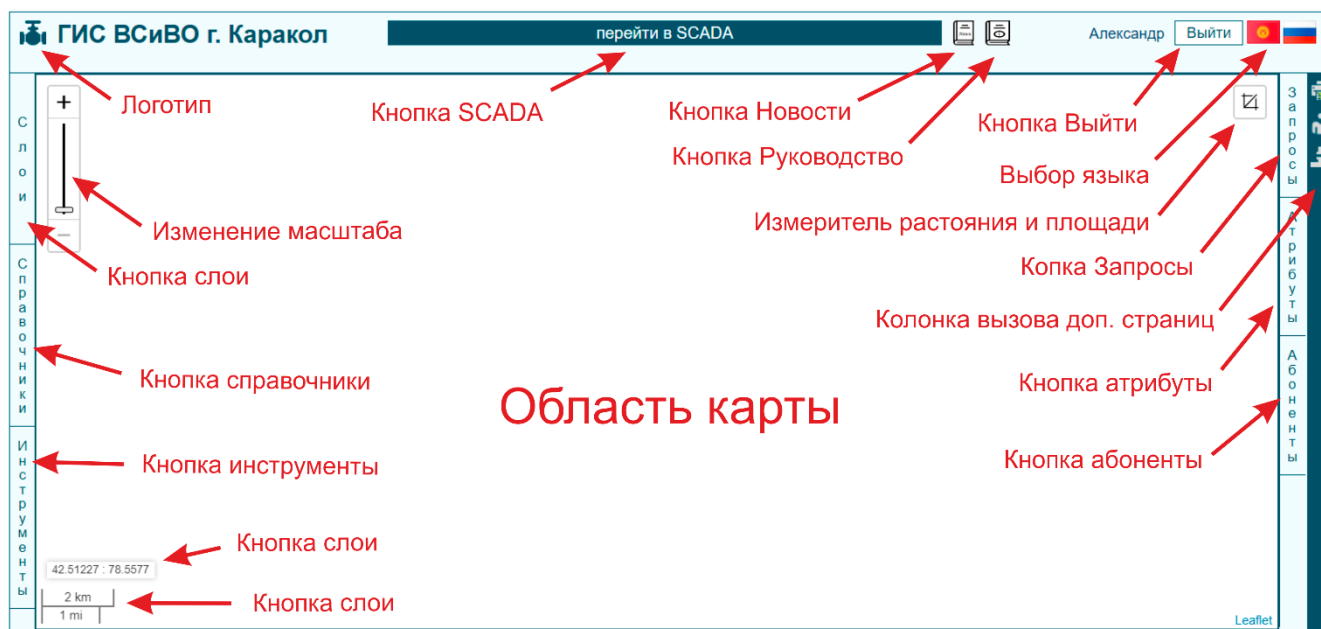 ГИС ВСиВО г. Каракол
перейти в SCADA
News
Александр
Выйти
Логотип
Кнопка SCADA
Кнопка Новости
Кнопка Выйти
Кнопка Руководство
Выбор языка
Измеритель растояния и площади
Изменение масштаба
Кнопка слои
Копка Запросы
Колонка вызова доп. страниц
Кнопка справочники
Область карты
Кнопка атрибуты
Кнопка инструменты
Кнопка абоненты
Кнопка слои
Кнопка слои
Слои
Справочники
Инструменты
Запросы
Атрибуты
Абоненты
+
−
42.51227 : 78.5577
2 km
1 mi
Leaflet